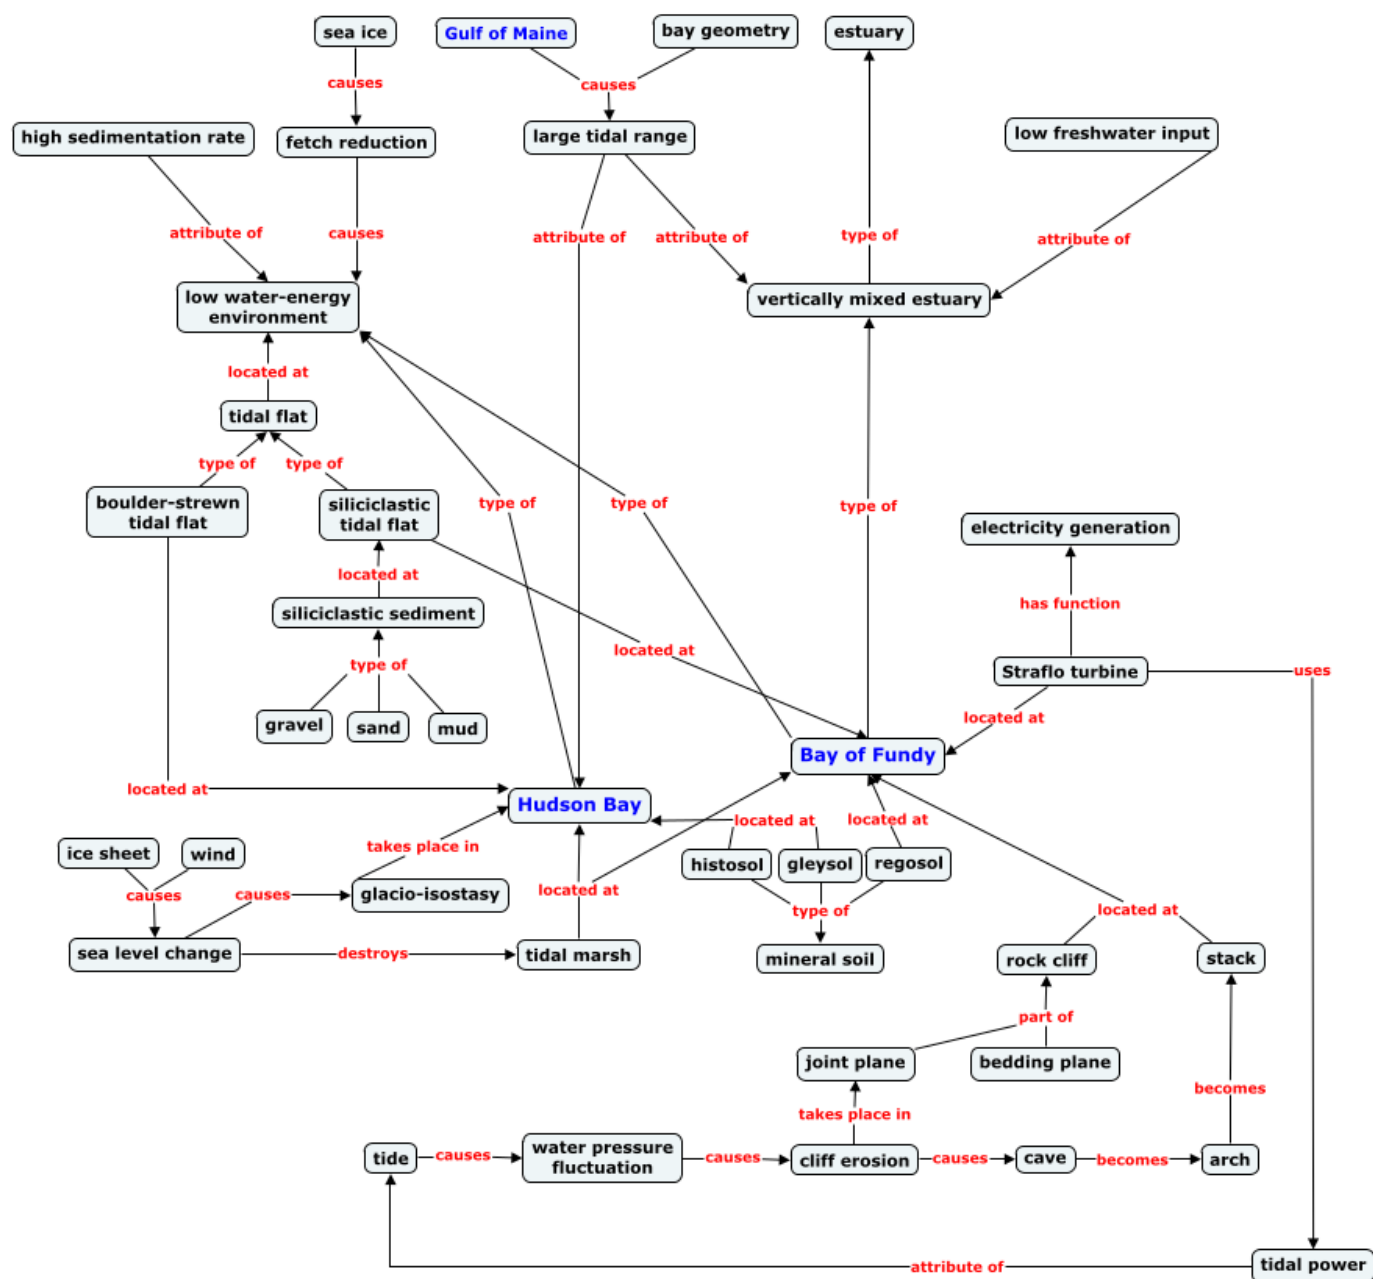 sea ice
Gulf of Maine
bay geometry
estuary
causes
causes
high sedimentation rate
fetch reduction
large tidal range
low freshwater input
attribute of
causes
attribute of
attribute of
type of
attribute of
low water-energy
environment
vertically mixed estuary
located at
tidal flat
type of
type of
boulder-strewn
tidal flat
siliciclastic
tidal flat
type of
type of
type of
electricity generation
located at
has function
siliciclastic sediment
located at
type of
Straflo turbine
uses
gravel
sand
mud
located at
Bay of Fundy
located at
Hudson Bay
located at
located at
ice sheet
wind
takes place in
histosol
gleysol
regosol
causes
causes
glacio-isostasy
located at
type of
located at
sea level change
destroys
tidal marsh
mineral soil
rock cliff
stack
part of
joint plane
bedding plane
becomes
takes place in
tide
causes
water pressure
fluctuation
causes
cliff erosion
causes
cave
becomes
arch
attribute of
tidal power